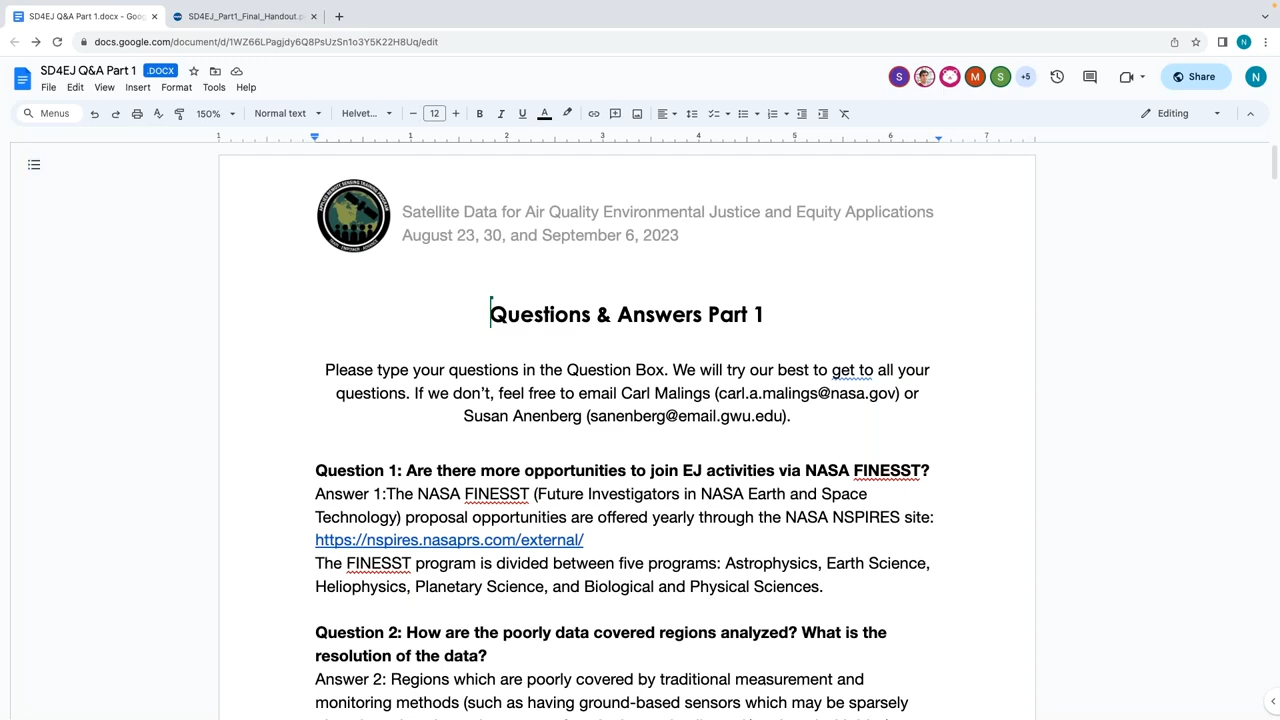 SD4EJ Q&A Part 1.docx - Goog
SD4EJ_Part1_Final_Handout.p
docs.google.com/document/d/1WZ66LPagjdy6Q8PsUzSn1o3Y5K22H8Uq/edit
N
SD4EJ Q&A Part 1 .DOCX
File Edit View Insert Format Tools Help
S M S +5 Share N
Menus 150% Normal text Helvet... 12 B I U A Editing
1 1 2 3 4 5 6 7
Satellite Data for Air Quality Environmental Justice and Equity Applications
August 23, 30, and September 6, 2023
Questions & Answers Part 1
Please type your questions in the Question Box. We will try our best to get to all your
questions. If we don’t, feel free to email Carl Malings (carl.a.malings@nasa.gov) or
Susan Anenberg (sanenberg@email.gwu.edu).
Question 1: Are there more opportunities to join EJ activities via NASA FINESST?
Answer 1:The NASA FINESST (Future Investigators in NASA Earth and Space
Technology) proposal opportunities are offered yearly through the NASA NSPIRES site:
https://nspires.nasaprs.com/external/
The FINESST program is divided between five programs: Astrophysics, Earth Science,
Heliophysics, Planetary Science, and Biological and Physical Sciences.
Question 2: How are the poorly data covered regions analyzed? What is the
resolution of the data?
Answer 2: Regions which are poorly covered by traditional measurement and
monitoring methods (such as having ground-based sensors which may be sparsely